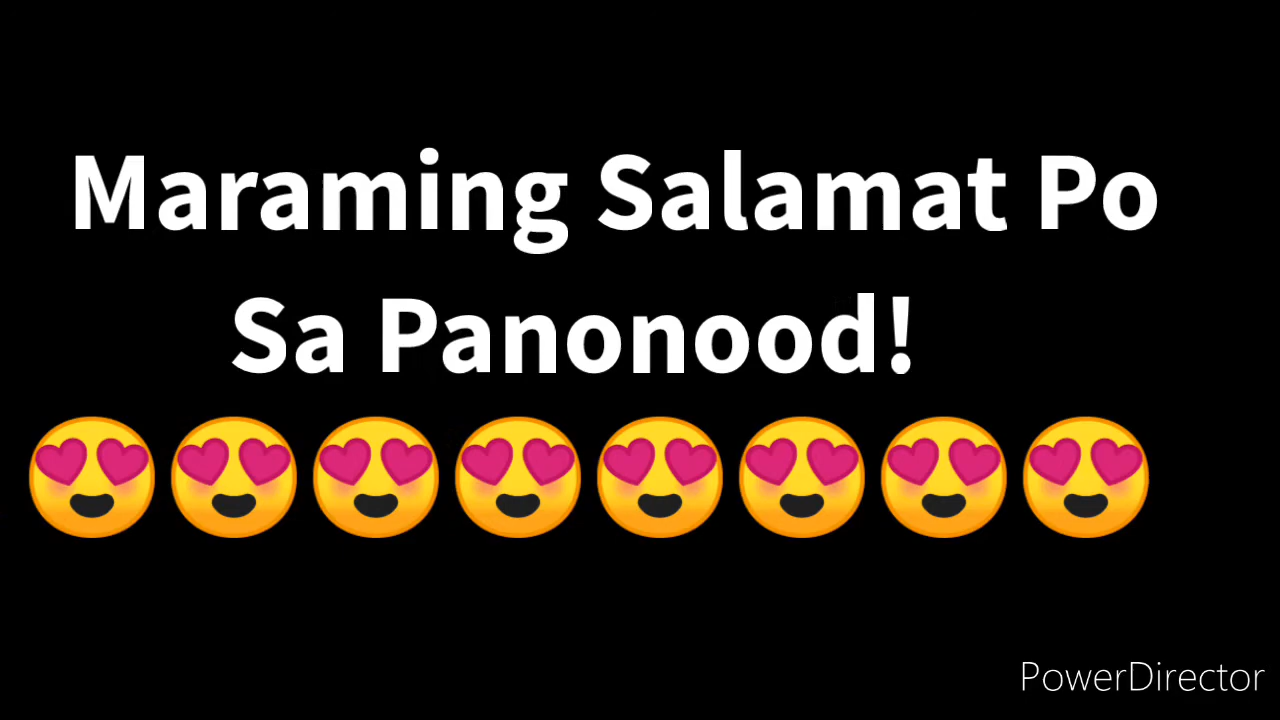 Maraming Salamat Po
Sa Panonood!
😍😍😍😍😍😍😍😍
PowerDirector